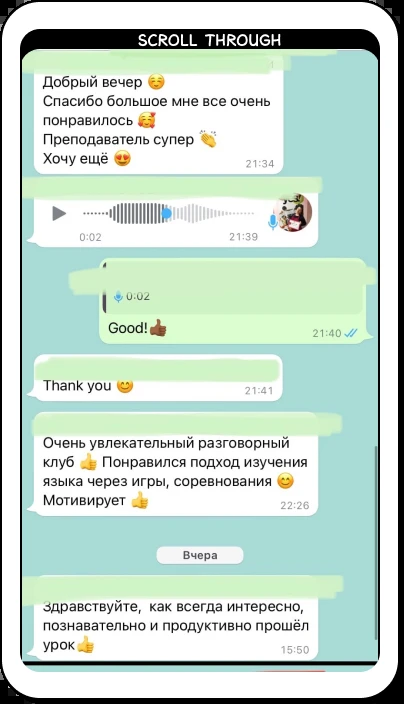 SCROLL THROUGH
Добрый вечер ☺️
Спасибо большое мне все очень
понравилось 🥰
Преподаватель супер 👏
Хочу ещё 😍
21:34
0:02
21:39
0:02
Good!👍🏾
21:40
Thank you 😊
21:41
Очень увлекательный разговорный
клуб 👍 Понравился подход изучения
языка через игры, соревнования 😊
Мотивирует 👍
22:26
Вчера
Здравствуйте, как всегда интересно,
познавательно и продуктивно прошёл
урок👍
15:50